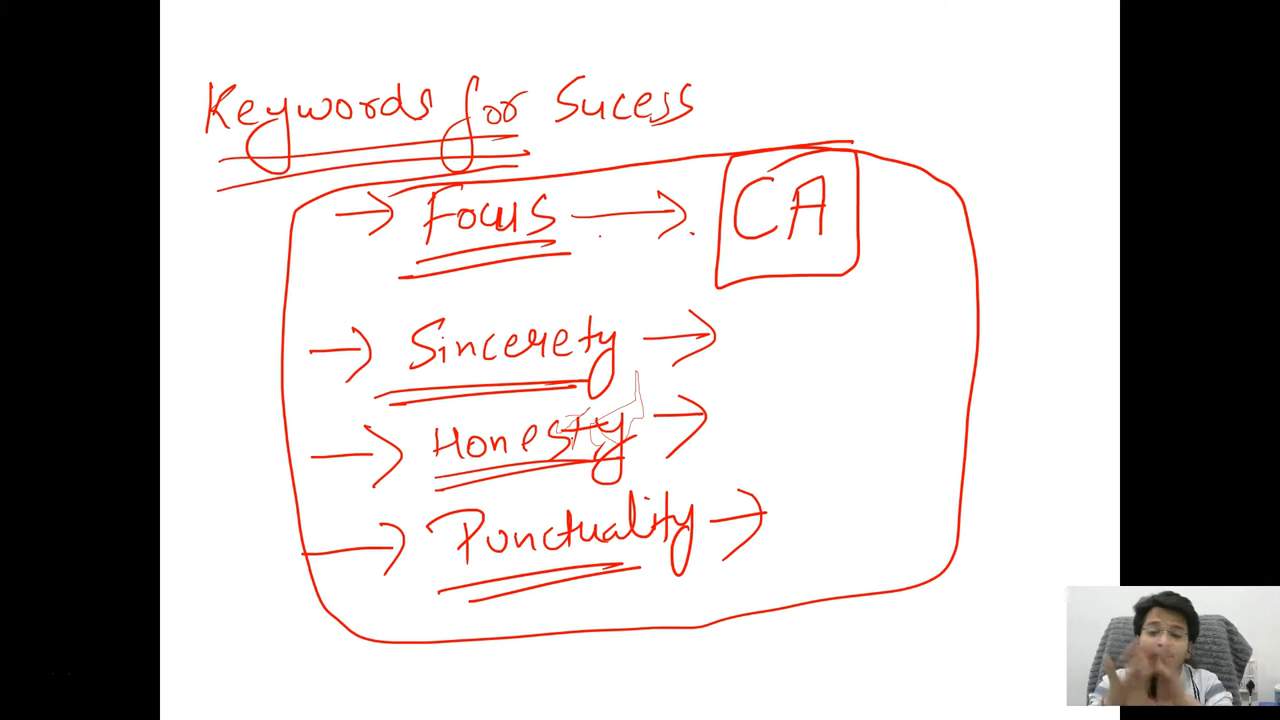 Keywords for Sucess
→ Focus → CA
→ Sincerety →
→ Honesty →
→ Punctuality →